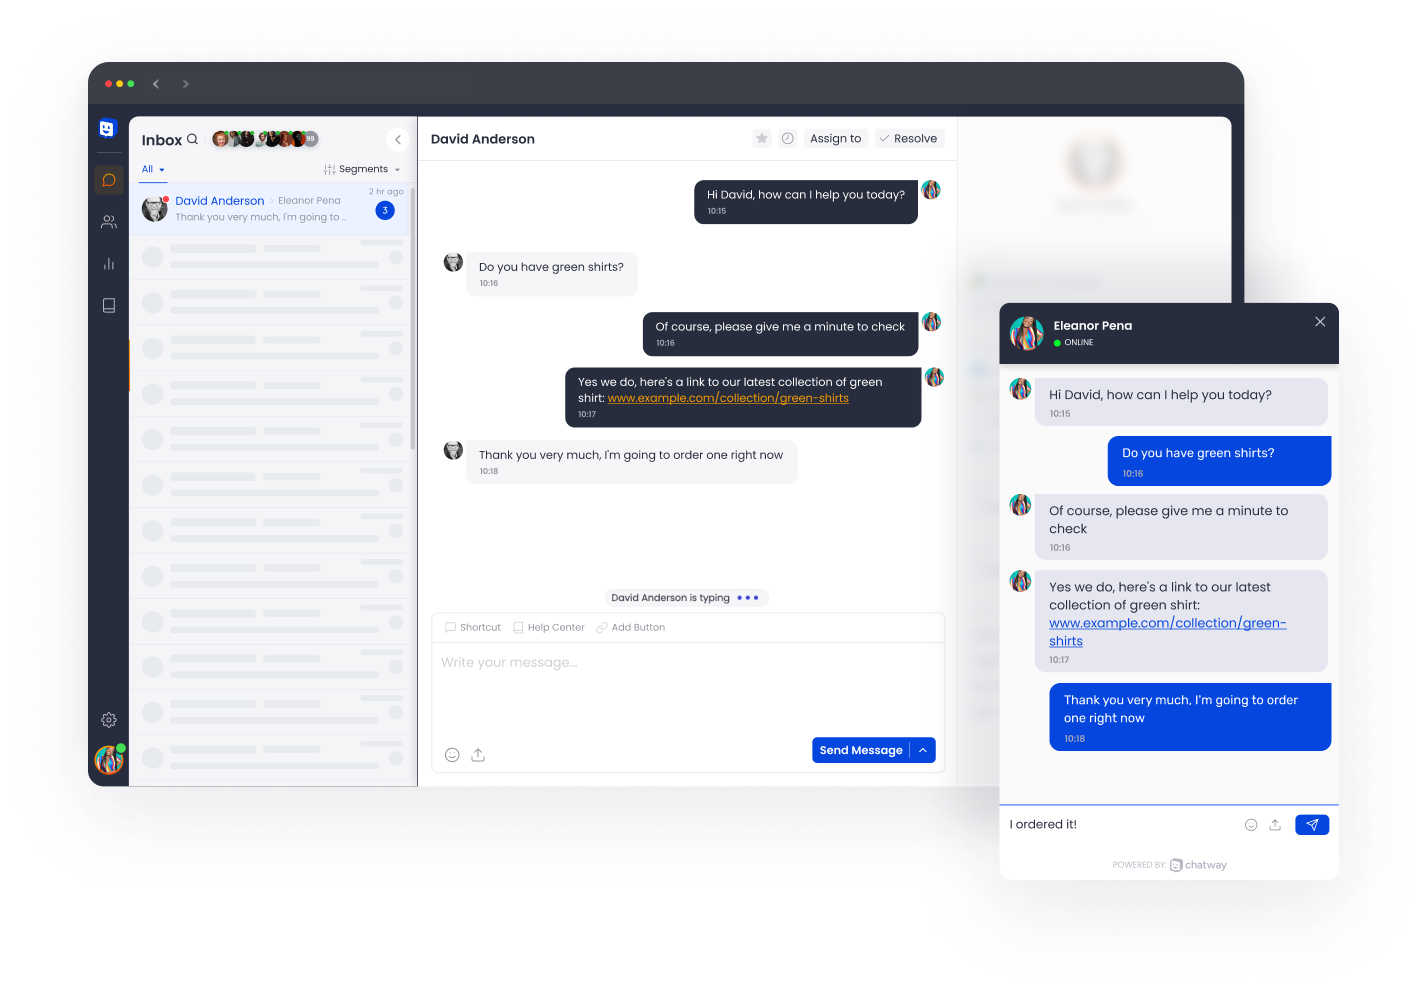 Inbox
99
All
Segments
David Anderson
Eleanor Pena
2 hr ago
Thank you very much, I'm going to ..
3
David Anderson
Assign to
Resolve
Hi David, how can I help you today?
10:15
Do you have green shirts?
10:16
Of course, please give me a minute to check
10:16
Yes we do, here's a link to our latest collection of green
shirt: www.example.com/collection/green-shirts
10:17
Thank you very much, I'm going to order one right now
10:18
David Anderson is typing
Shortcut
Help Center
Add Button
Write your message...
Send Message
Eleanor Pena
ONLINE
Hi David, how can I help you today?
10:15
Do you have green shirts?
10:16
Of course, please give me a minute to
check
10:16
Yes we do, here's a link to our latest
collection of green shirt:
www.example.com/collection/green-
shirts
10:17
Thank you very much, I'm going to order
one right now
10:18
I ordered it!
POWERED BY: chatway